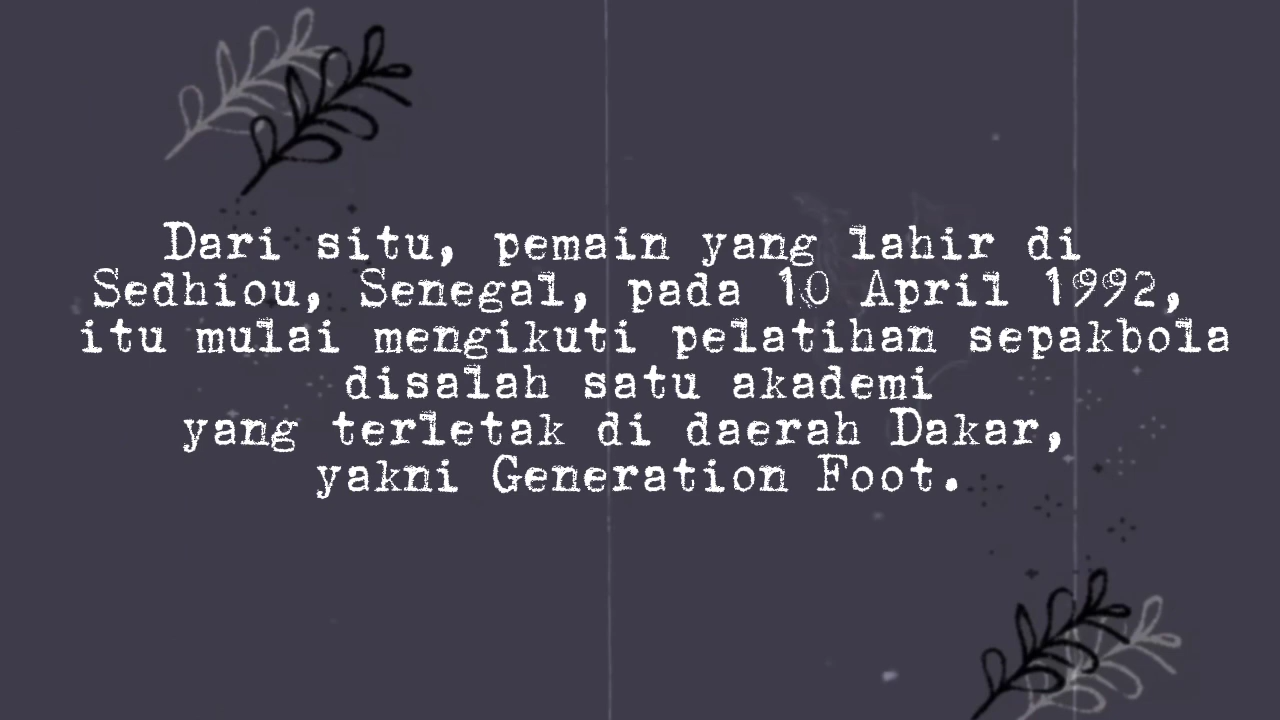 Dari situ, pemain yang lahir di
Sedhiou, Senegal, pada 10 April 1992,
itu mulai mengikuti pelatihan sepakbola
disalah satu akademi
yang terletak di daerah Dakar,
yakni Generation Foot.